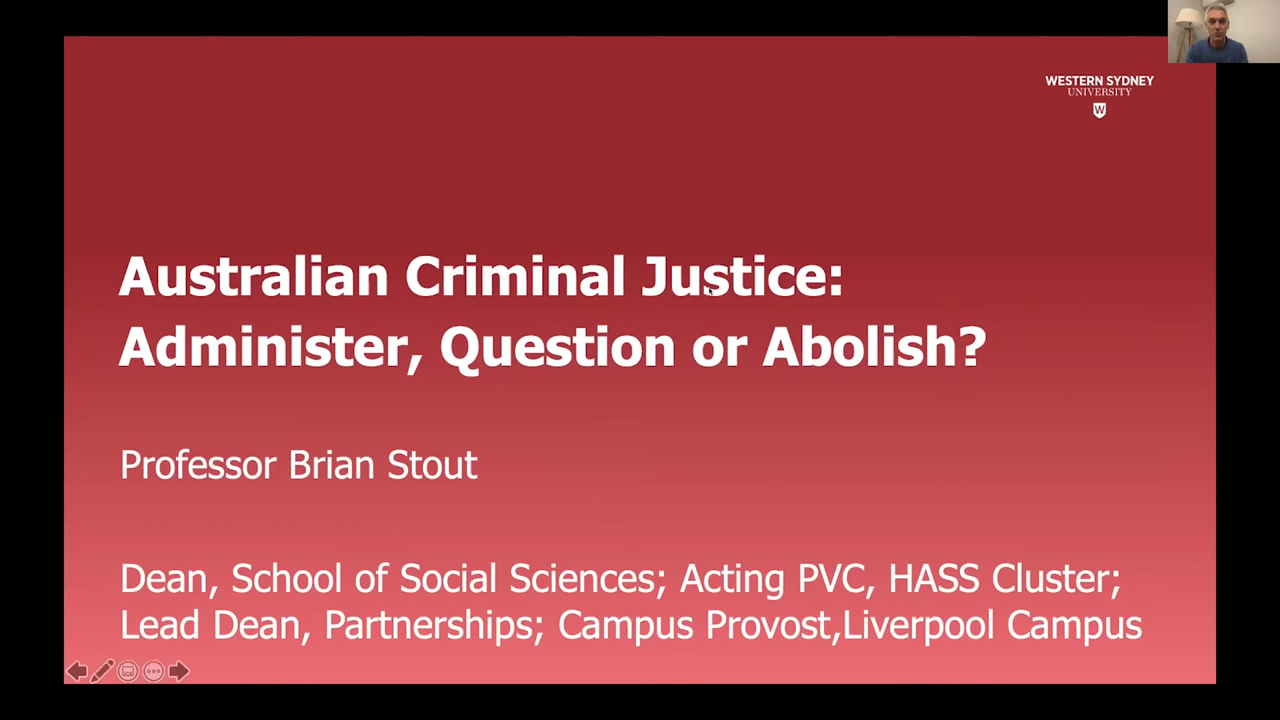 WESTERN SYDNEY
UNIVERSITY
W
Australian Criminal Justice:
Administer, Question or Abolish?
Professor Brian Stout
Dean, School of Social Sciences; Acting PVC, HASS Cluster;
Lead Dean, Partnerships; Campus Provost,Liverpool Campus